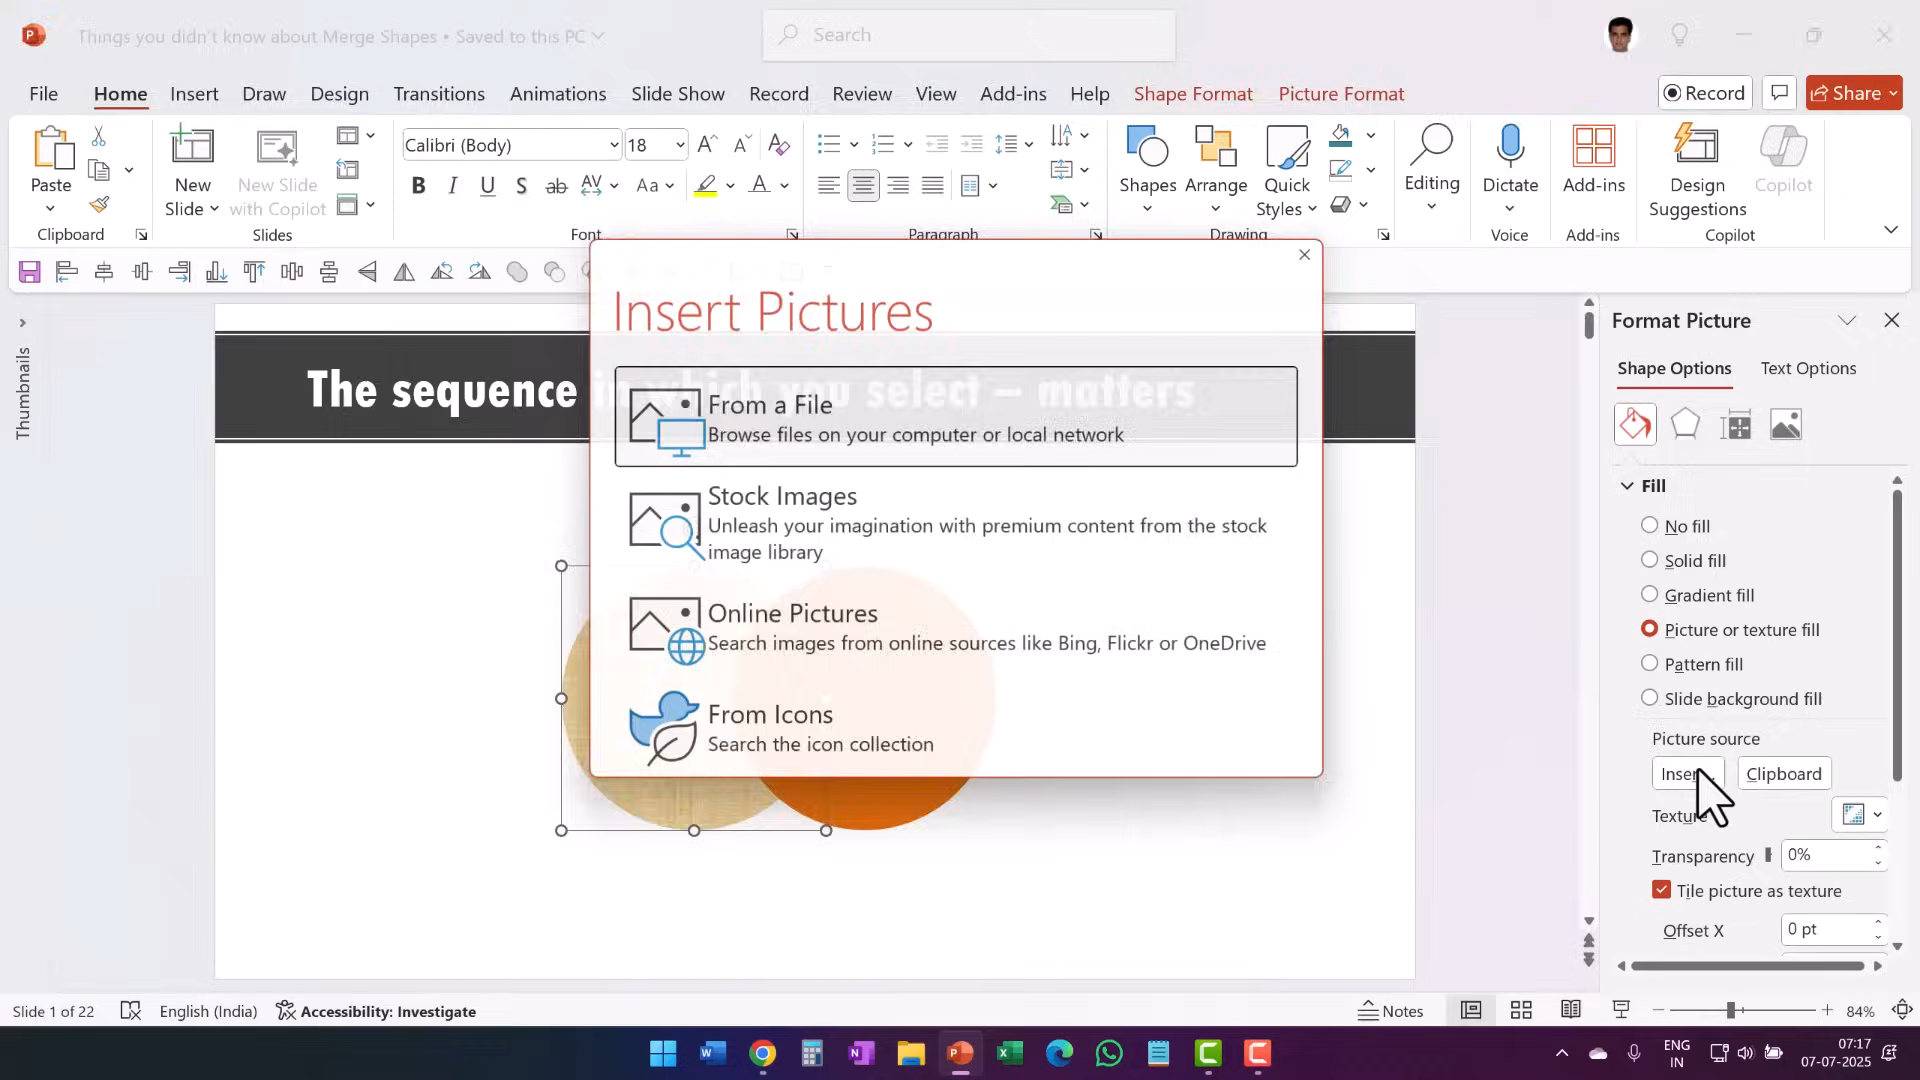 Things you didn't know about Merge Shapes • Saved to this PC
Search
File Home Insert Draw Design Transitions Animations Slide Show Record Review View Add-ins Help Shape Format Picture Format
Record
Share
Paste
Clipboard
New
Slide
New Slide
with Copilot
Slides
Calibri (Body)
18
Font
Paragraph
Shapes
Arrange
Quick
Styles
Drawing
Editing
Dictate
Voice
Add-ins
Add-ins
Design
Suggestions
Copilot
Copilot
Thumbnails
The sequence in which you select – matters
Insert Pictures
From a File
Browse files on your computer or local network
Stock Images
Unleash your imagination with premium content from the stock
image library
Online Pictures
Search images from online sources like Bing, Flickr or OneDrive
From Icons
Search the icon collection
Format Picture
Shape Options Text Options
Fill
No fill
Solid fill
Gradient fill
Picture or texture fill
Pattern fill
Slide background fill
Picture source
Insert...
Clipboard
Texture
Transparency
0%
Tile picture as texture
Offset X
0 pt
Slide 1 of 22
English (India)
Accessibility: Investigate
Notes
84%
ENG
IN
07:17
07-07-2025